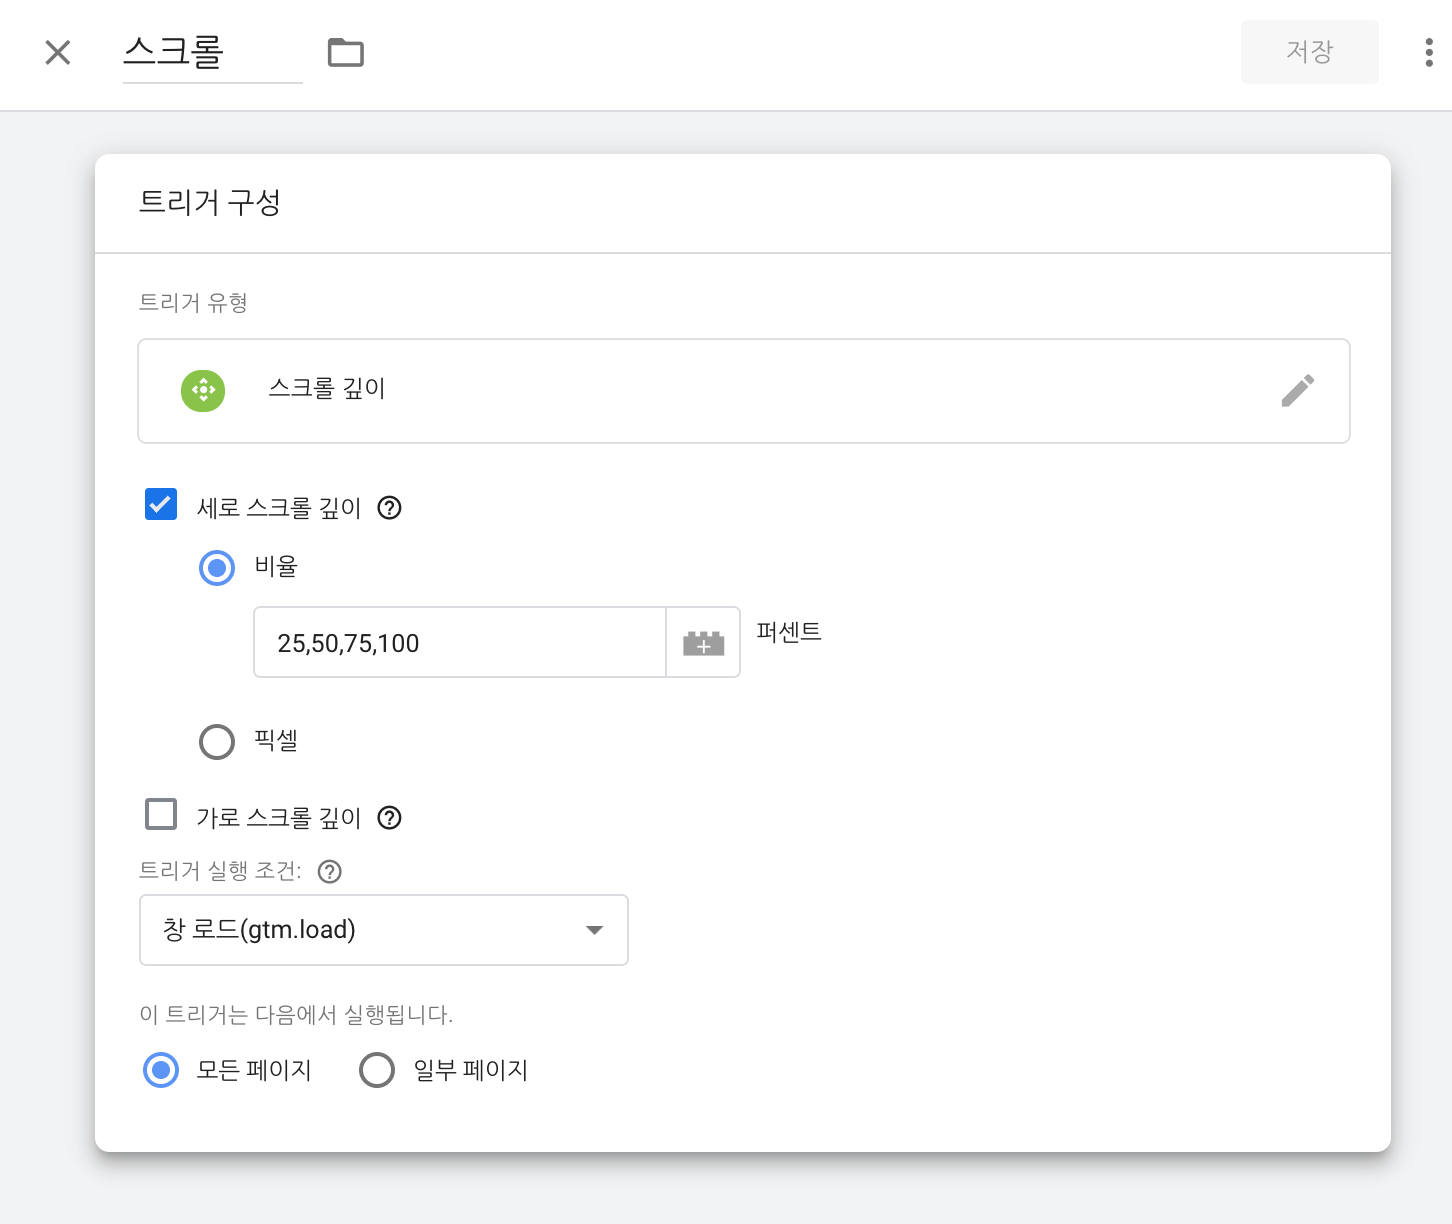 스크롤
저장
트리거 구성
트리거 유형
스크롤 깊이
세로 스크롤 깊이
비율
25,50,75,100
퍼센트
픽셀
가로 스크롤 깊이
트리거 실행 조건:
창 로드(gtm.load)
이 트리거는 다음에서 실행됩니다.
모든 페이지 일부 페이지